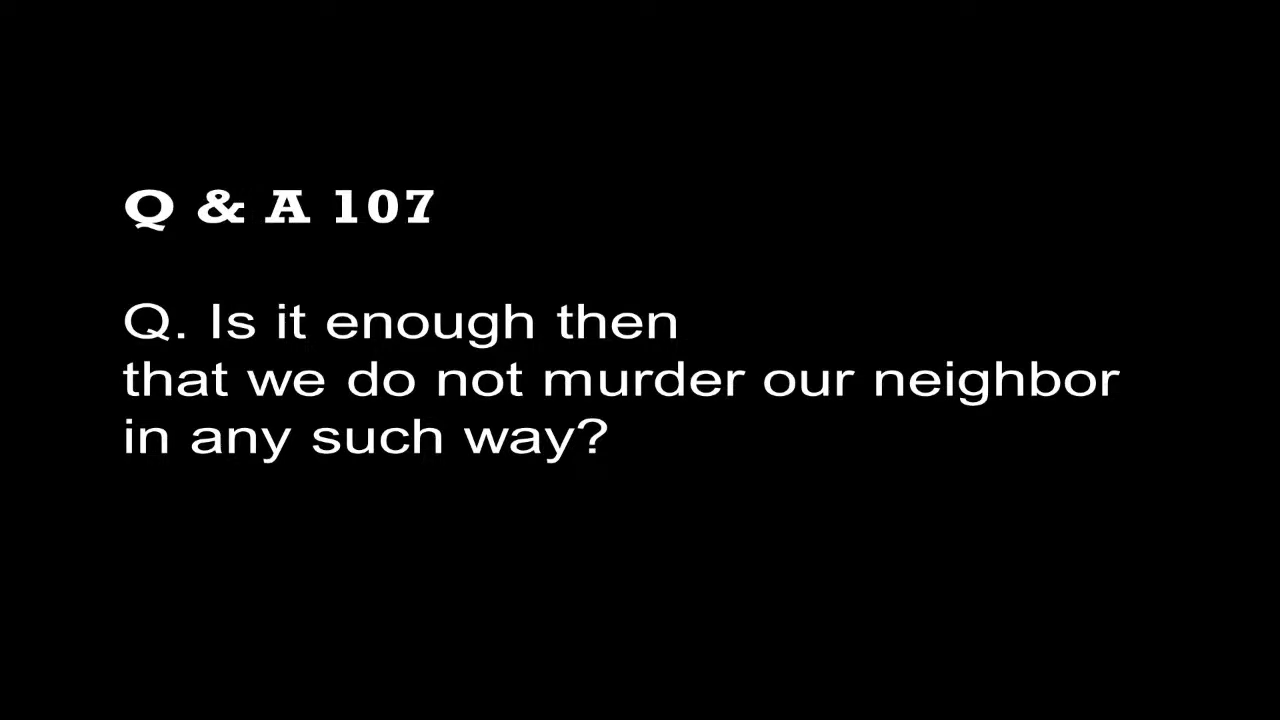 Q & A 107
Q. Is it enough then
that we do not murder our neighbor
in any such way?